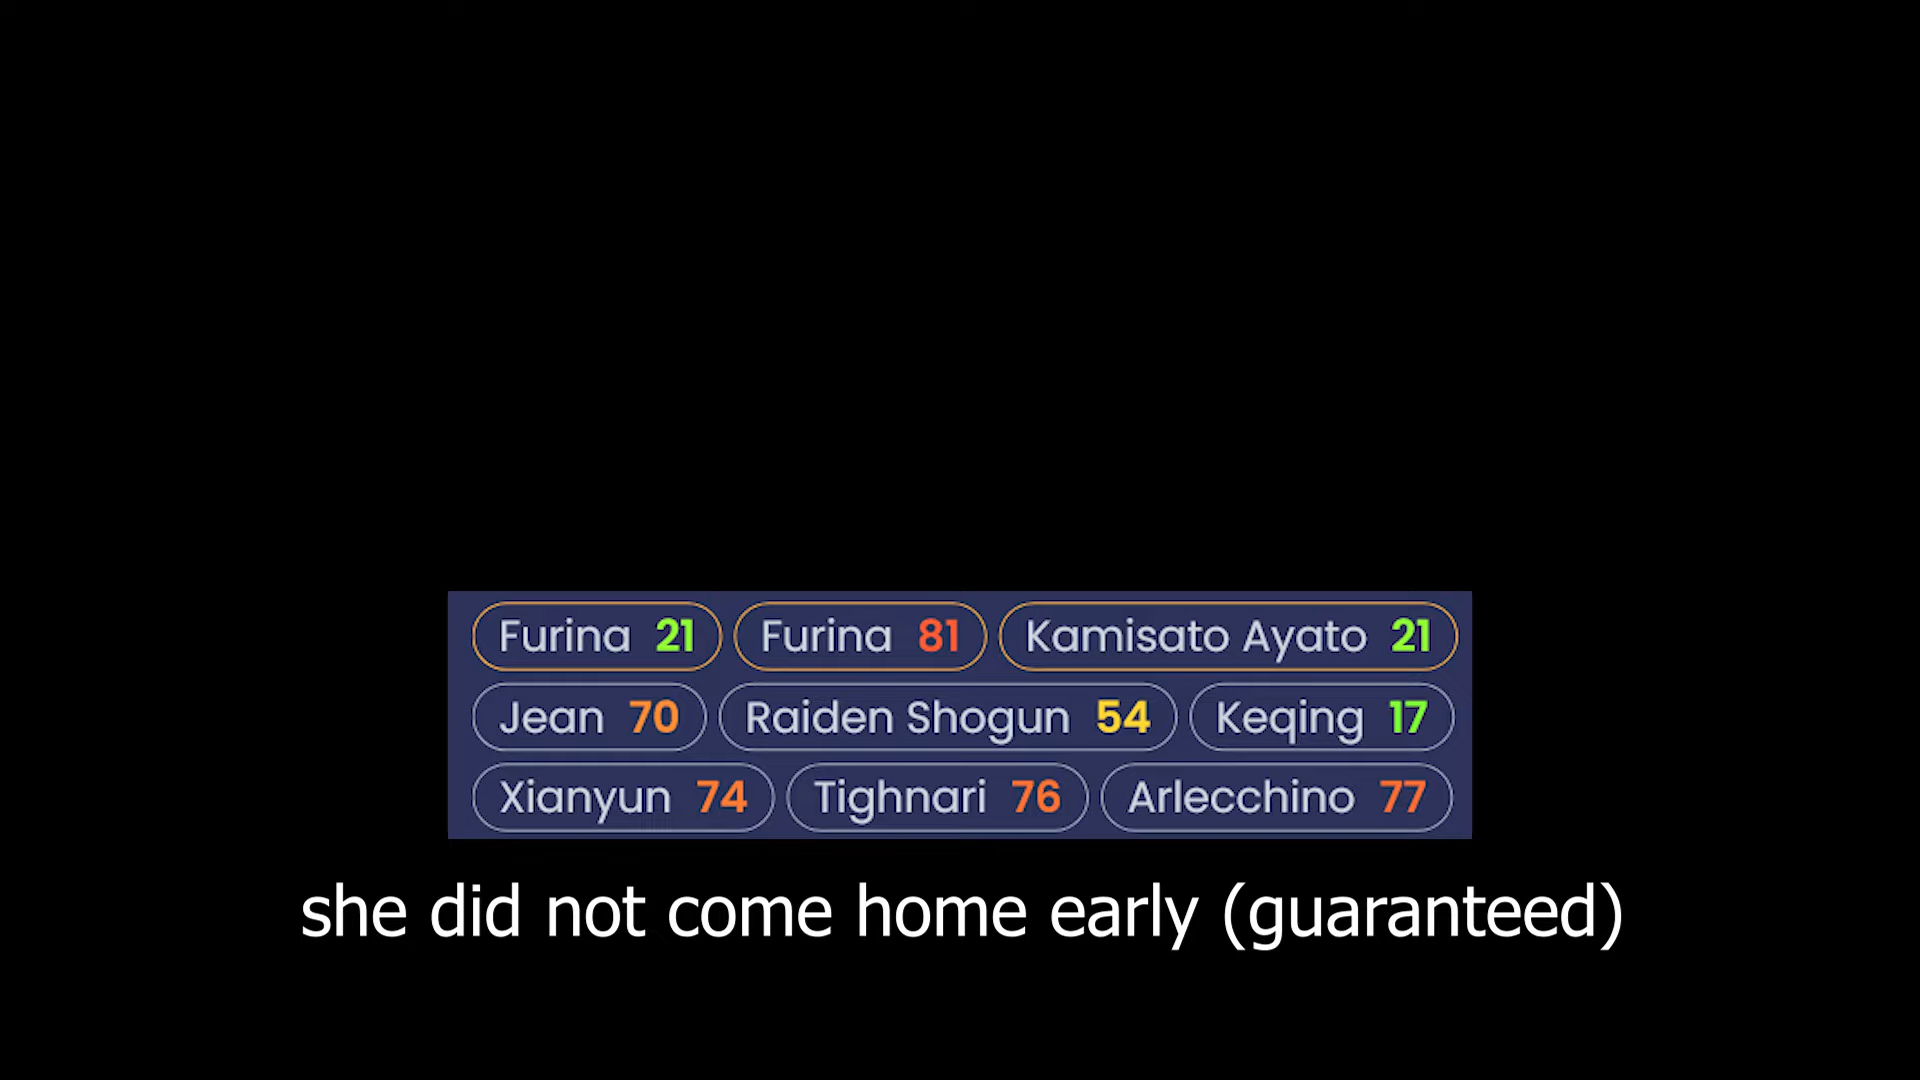 Furina 21 Furina 81 Kamisato Ayato 21
Jean 70 Raiden Shogun 54 Keqing 17
Xianyun 74 Tighnari 76 Arlecchino 77
she did not come home early (guaranteed)